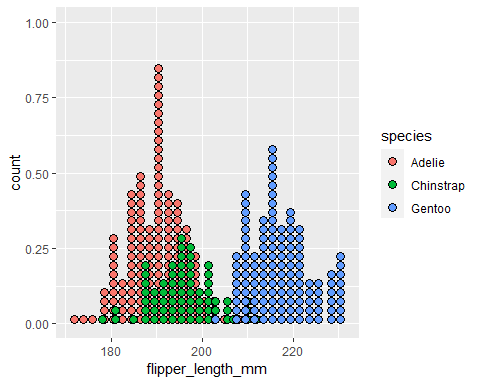 1.00
0.75
0.50
0.25
0.00
count
180
200
220
flipper_length_mm
species
Adelie
Chinstrap
Gentoo